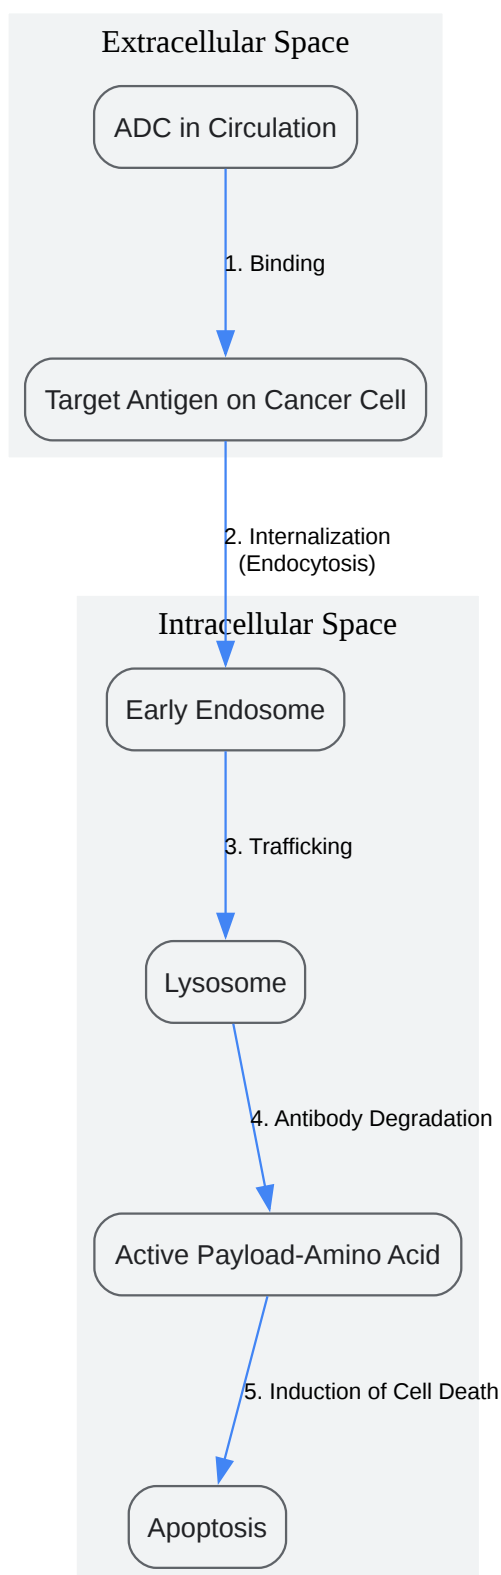 Extracellular Space
ADC in Circulation
1. Binding
Target Antigen on Cancer Cell
2. Internalization
(Endocytosis)
Intracellular Space
Early Endosome
3. Trafficking
Lysosome
4. Antibody Degradation
Active Payload-Amino Acid
5. Induction of Cell Death
Apoptosis